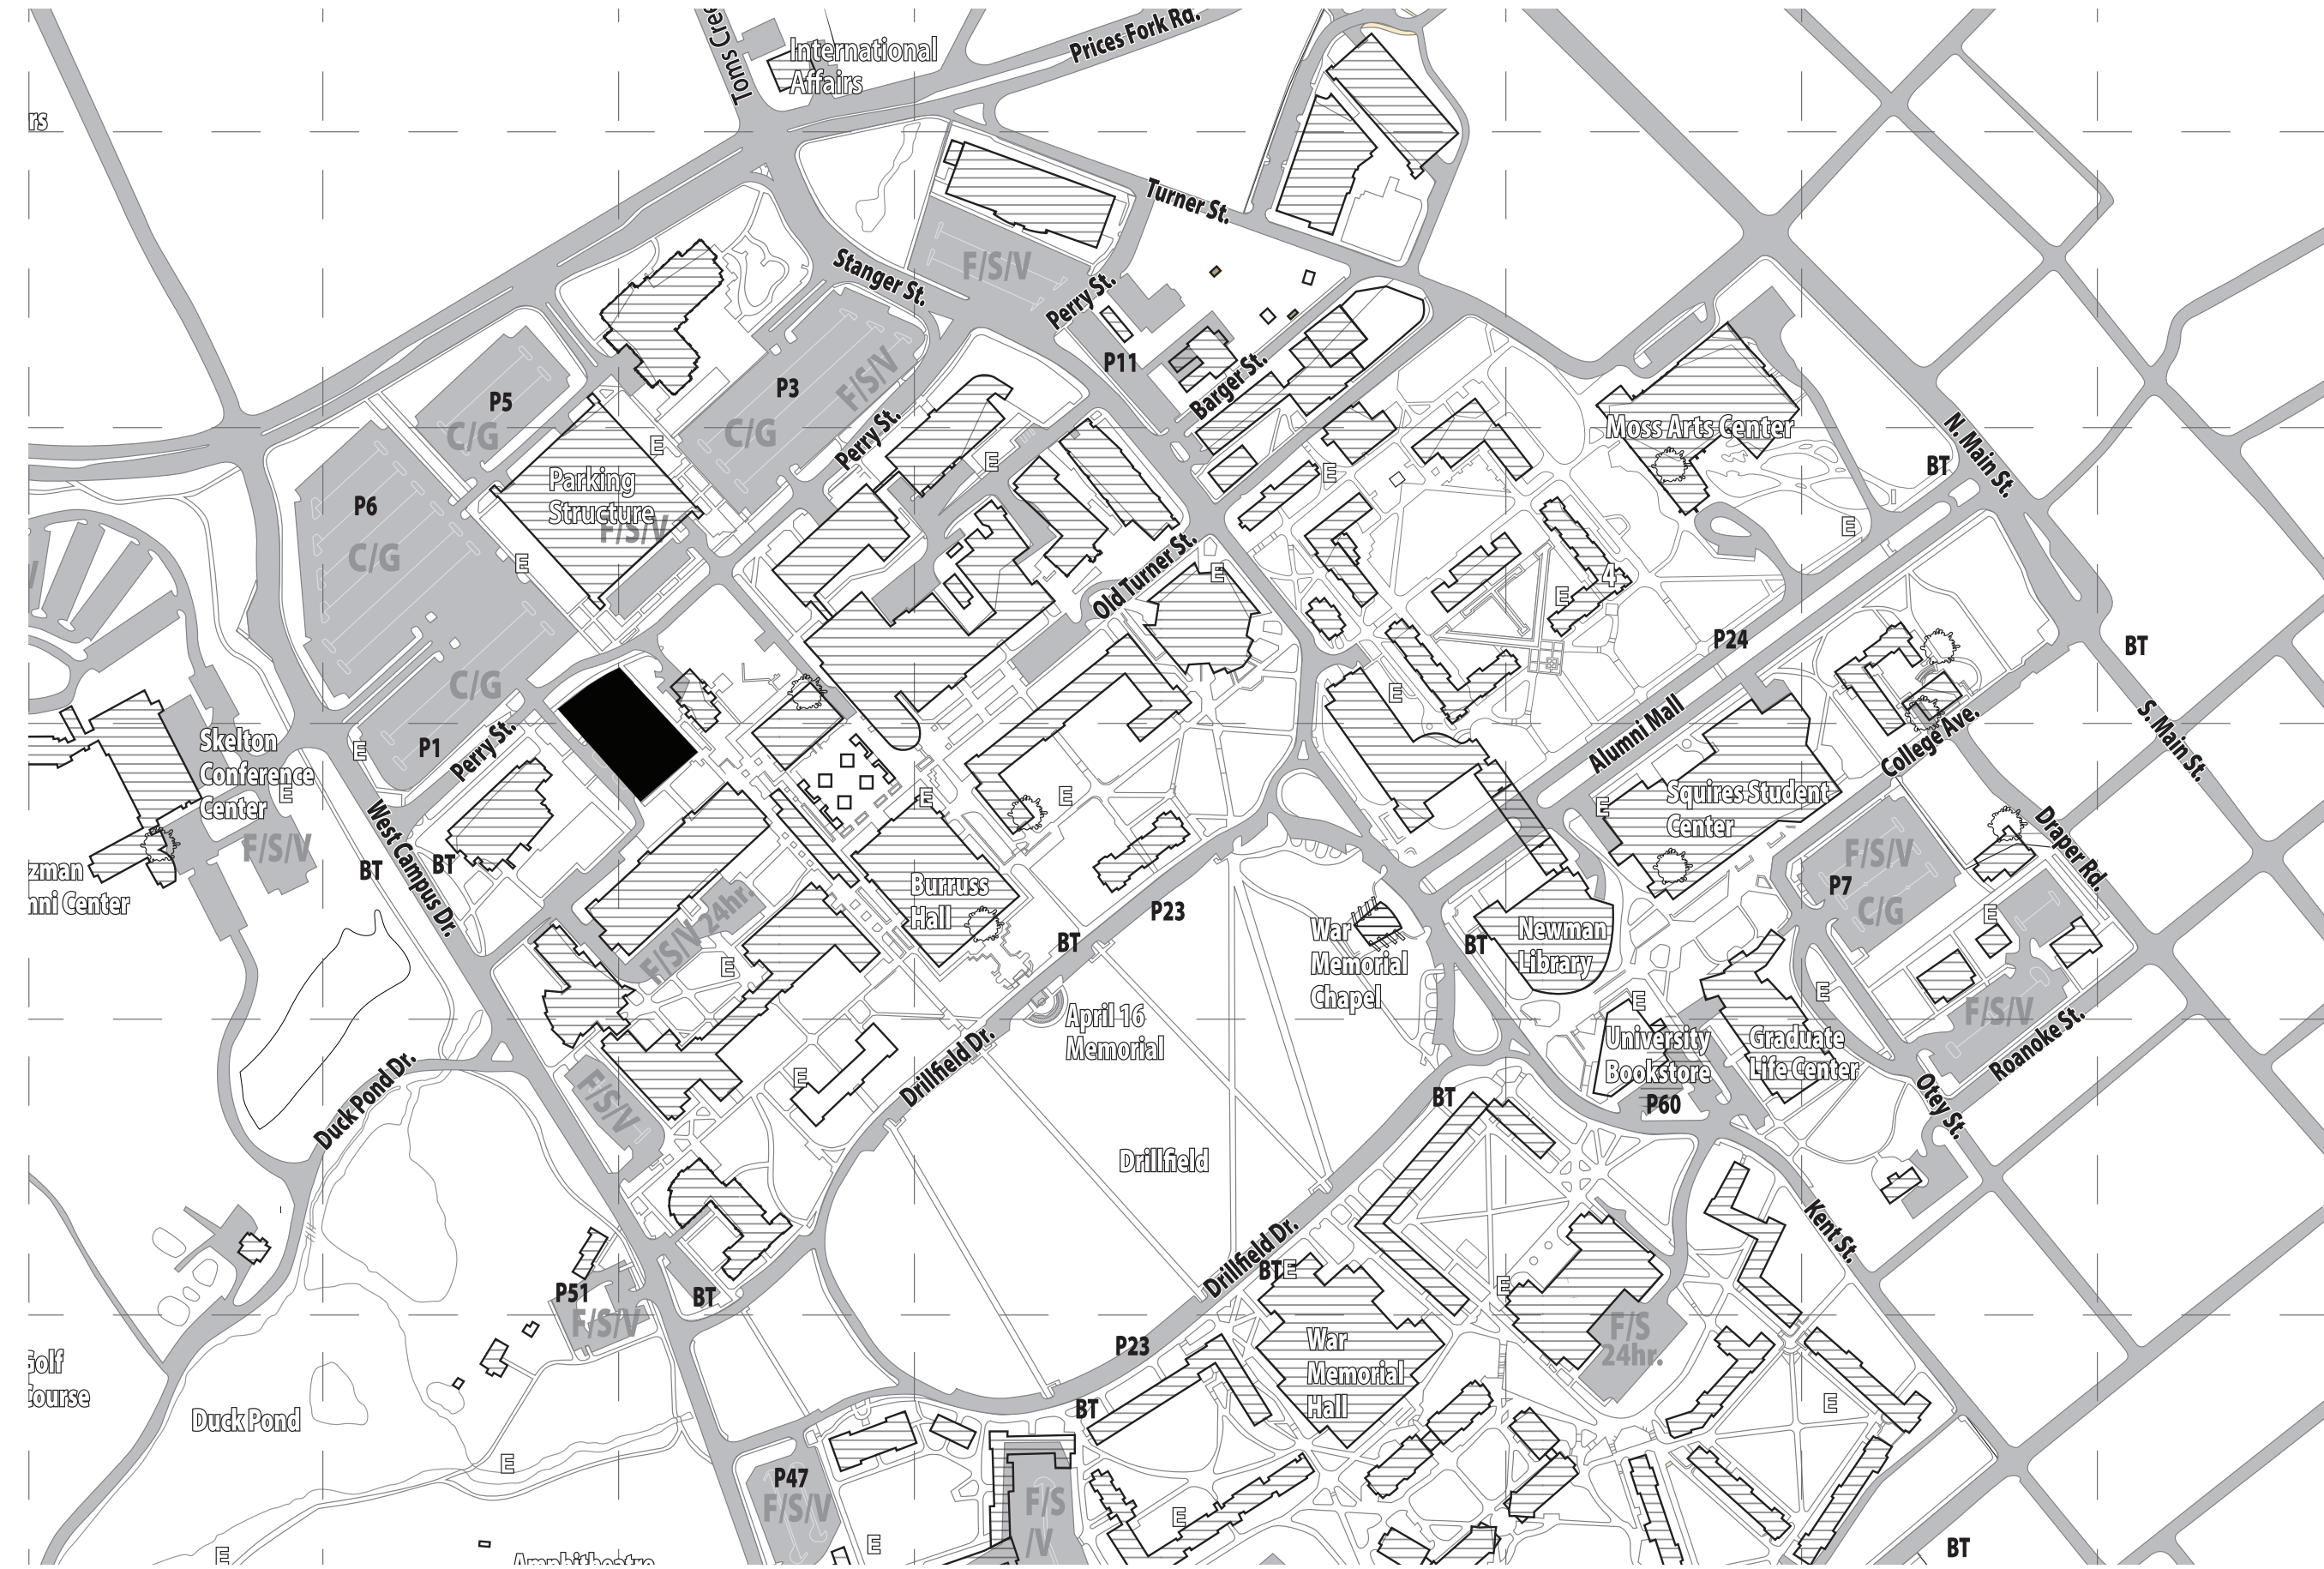 Toms Cree
International
Affairs
Prices Fork Rd.
rs
Turner St.
Stanger St.
F/S/V
Perry St.
P11
Barger St.
P3
F/S/V
C/G
P5
C/G
Perry St.
E
E
E
Parking
Structure
F/S/V
P6
C/G
E
C/G
Moss Arts Center
N. Main St.
BT
E
Old Turner St.
E
4
E
P24
BT
E
Alumni Mall
College Ave.
S. Main St.
Skelton
Conference
Center
E
E
P1
Perry St.
West Campus Dr.
F/S/V
BT
BT
zman
nni Center
E
E
Burruss
Hall
F/S/V 24hr.
E
BT
P23
E
Squires Student
Center
F/S/V
P7
C/G
Draper Rd.
E
War
Memorial
Chapel
BT
Newman
Library
E
E
F/S/V
Roanoke St.
University
Bookstore
Graduate
Life Center
P60
Otey St.
April 16
Memorial
Drillfield Dr.
E
F/S/V
Duck Pond Dr.
BT
Drillfield
Kent St.
Drillfield Dr.
BT
E
E
P51
F/S/V
BT
P23
War
Memorial
Hall
F/S
24hr.
E
Duck Pond
BT
E
P47
F/S/V
E
F/S
/V
E
E
Amphitheatre
BT